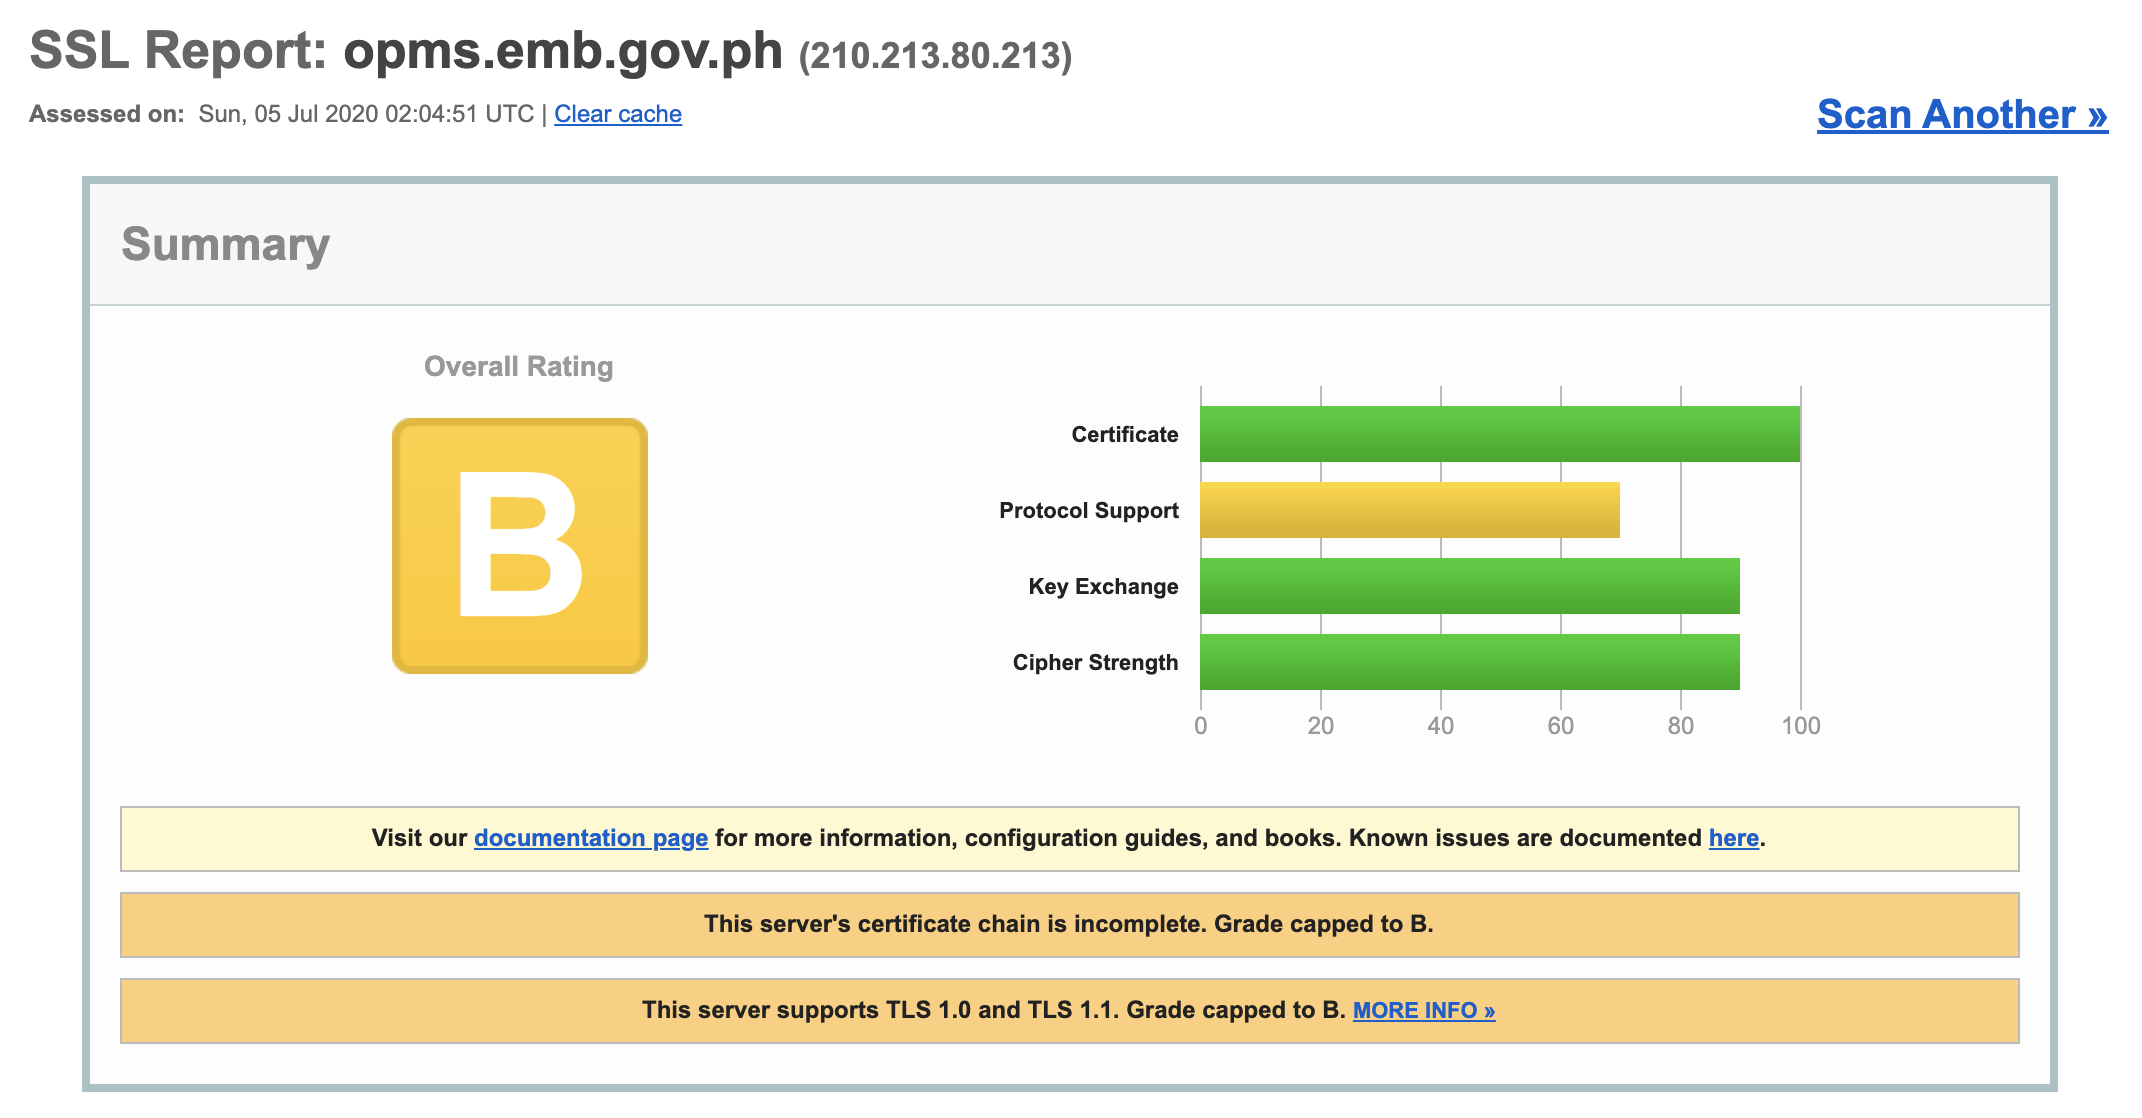 SSL Report: opms.emb.gov.ph (210.213.80.213)
Assessed on: Sun, 05 Jul 2020 02:04:51 UTC | Clear cache
Scan Another »
Summary
Overall Rating
B
Certificate
Protocol Support
Key Exchange
Cipher Strength
0 20 40 60 80 100
Visit our documentation page for more information, configuration guides, and books. Known issues are documented here.
This server's certificate chain is incomplete. Grade capped to B.
This server supports TLS 1.0 and TLS 1.1. Grade capped to B. MORE INFO »